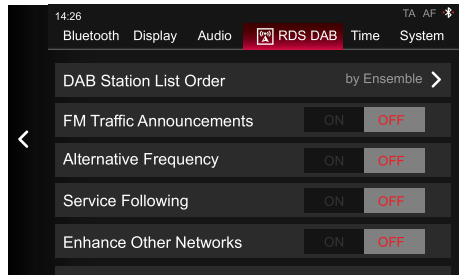 14:26 TA AF
Bluetooth Display Audio RDS DAB Time System
DAB Station List Order by Ensemble
FM Traffic Announcements ON OFF
Alternative Frequency ON OFF
Service Following ON OFF
Enhance Other Networks ON OFF